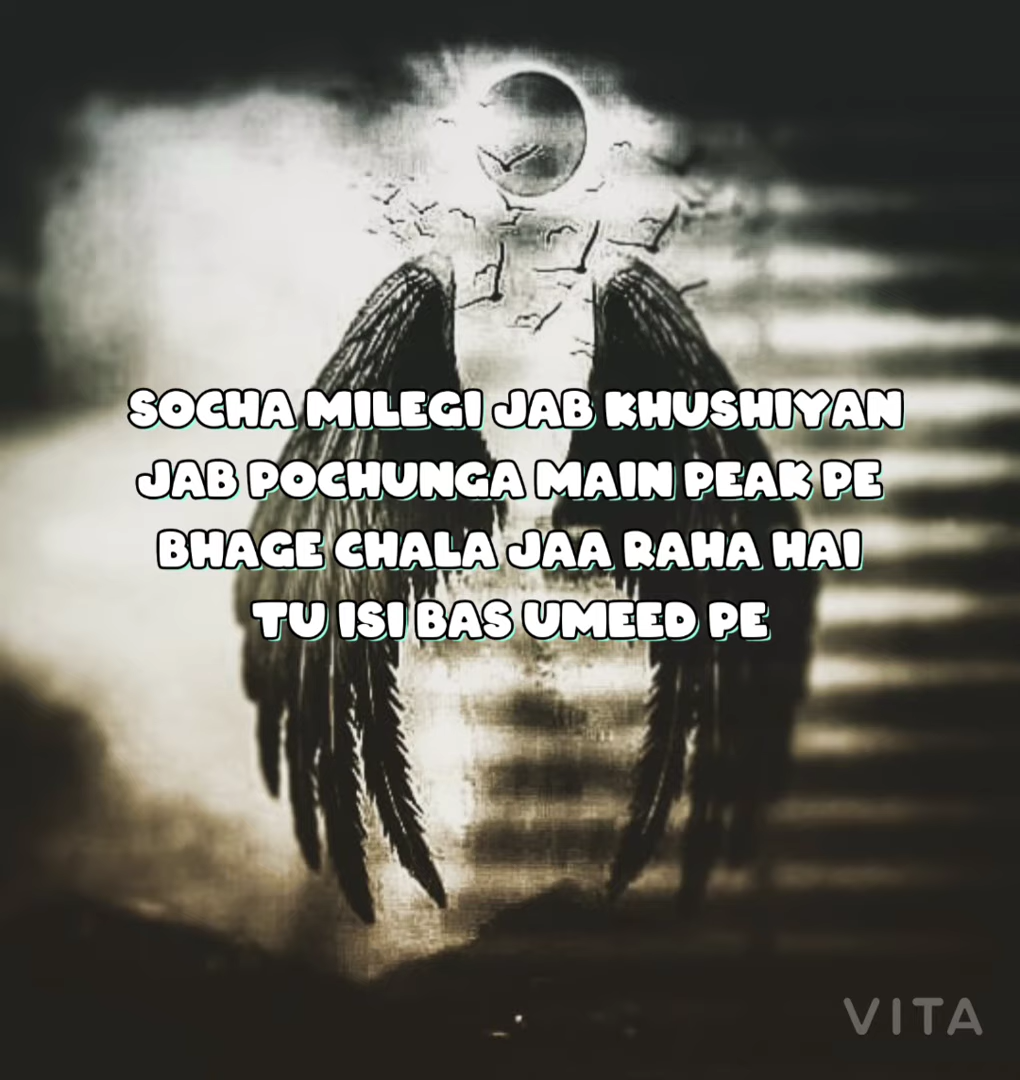 SOCHA MILEGI JAB KHUSHIYAN
JAB POCHUNGA MAIN PEAK PE
BHAGE CHALA JAA RAHA HAI
TU ISI BAS UMEED PE
VITA